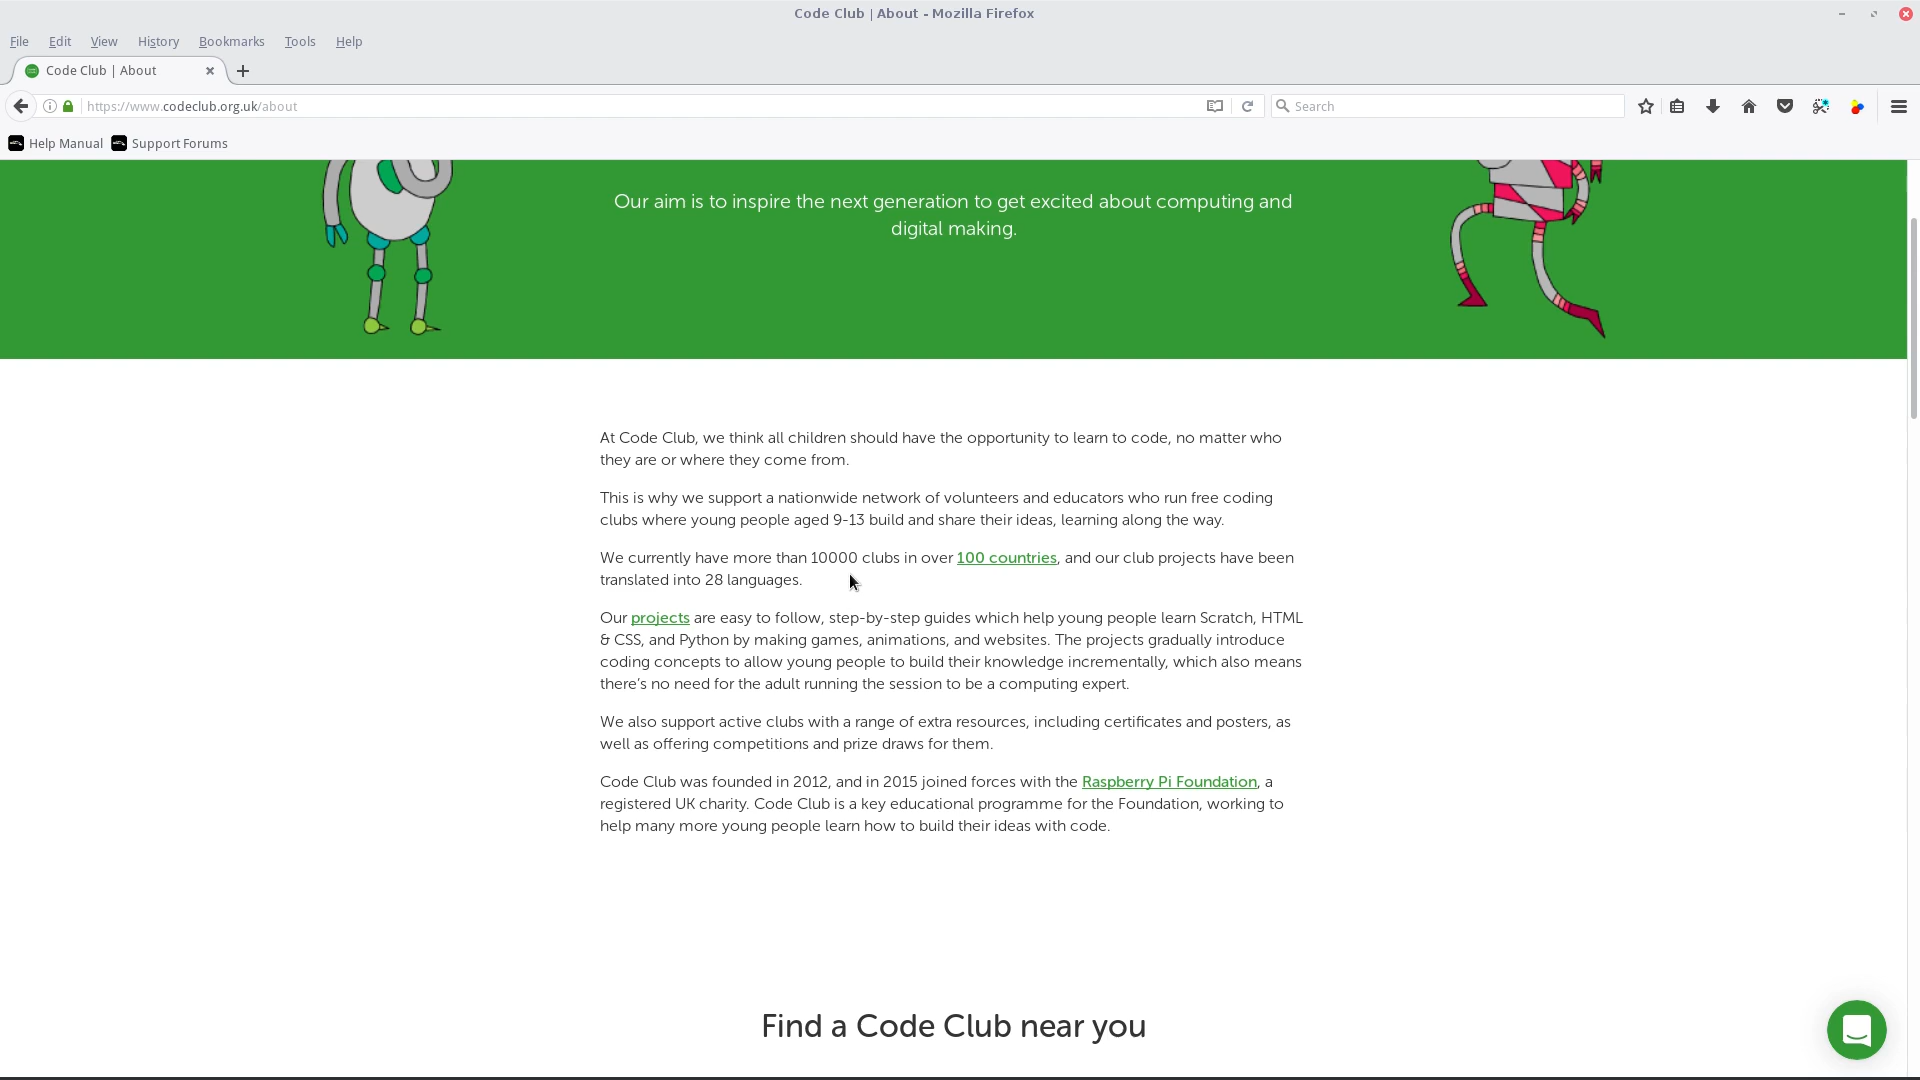 Code Club | About - Mozilla Firefox
File Edit View History Bookmarks Tools Help
Code Club | About
https://www.codeclub.org.uk/about
Search
Help Manual Support Forums
Our aim is to inspire the next generation to get excited about computing and
digital making.
At Code Club, we think all children should have the opportunity to learn to code, no matter who
they are or where they come from.
This is why we support a nationwide network of volunteers and educators who run free coding
clubs where young people aged 9-13 build and share their ideas, learning along the way.
We currently have more than 10000 clubs in over 100 countries, and our club projects have been
translated into 28 languages.
Our projects are easy to follow, step-by-step guides which help young people learn Scratch, HTML
& CSS, and Python by making games, animations, and websites. The projects gradually introduce
coding concepts to allow young people to build their knowledge incrementally, which also means
there's no need for the adult running the session to be a computing expert.
We also support active clubs with a range of extra resources, including certificates and posters, as
well as offering competitions and prize draws for them.
Code Club was founded in 2012, and in 2015 joined forces with the Raspberry Pi Foundation, a
registered UK charity. Code Club is a key educational programme for the Foundation, working to
help many more young people learn how to build their ideas with code.
Find a Code Club near you